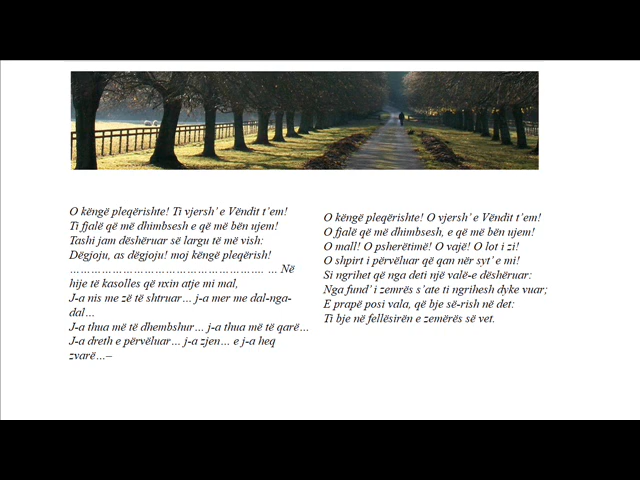 O këngë pleqërishte! Ti vjersh’ e Vëndit t’em!
Ti fjalë që më dhimbsesh e që më bën ujem!
Tashi jam dëshëruar së largu të më vish:
Dëgjoju, as dëgjoju! moj këngë pleqërish!
…………………………………………… … Në
hije të kasolles që nxin atje mi mal,
J-a nis me zë të shtruar… j-a mer me dal-nga-
dal…
J-a thua më të dhembshur… j-a thua më të qarë…
J-a dreth e përvëluar… j-a zjen… e j-a heq
zvarë…–
O këngë pleqërishte! O vjersh’ e Vëndit t’em!
O fjalë që më dhimbsesh, e që më bën ujem!
O mall! O psherëtimë! O vajë! O lot i zi!
O shpirt i përvëluar që qan nër syt’ e mi!
Si ngrihet që nga deti një valë-e dëshëruar:
Nga fund’ i zemrës s’ate ti ngrihesh dyke vuar;
E prapë posi vala, që bje së-rish në det:
Ti bje në fellësirën e zemërës së vet.